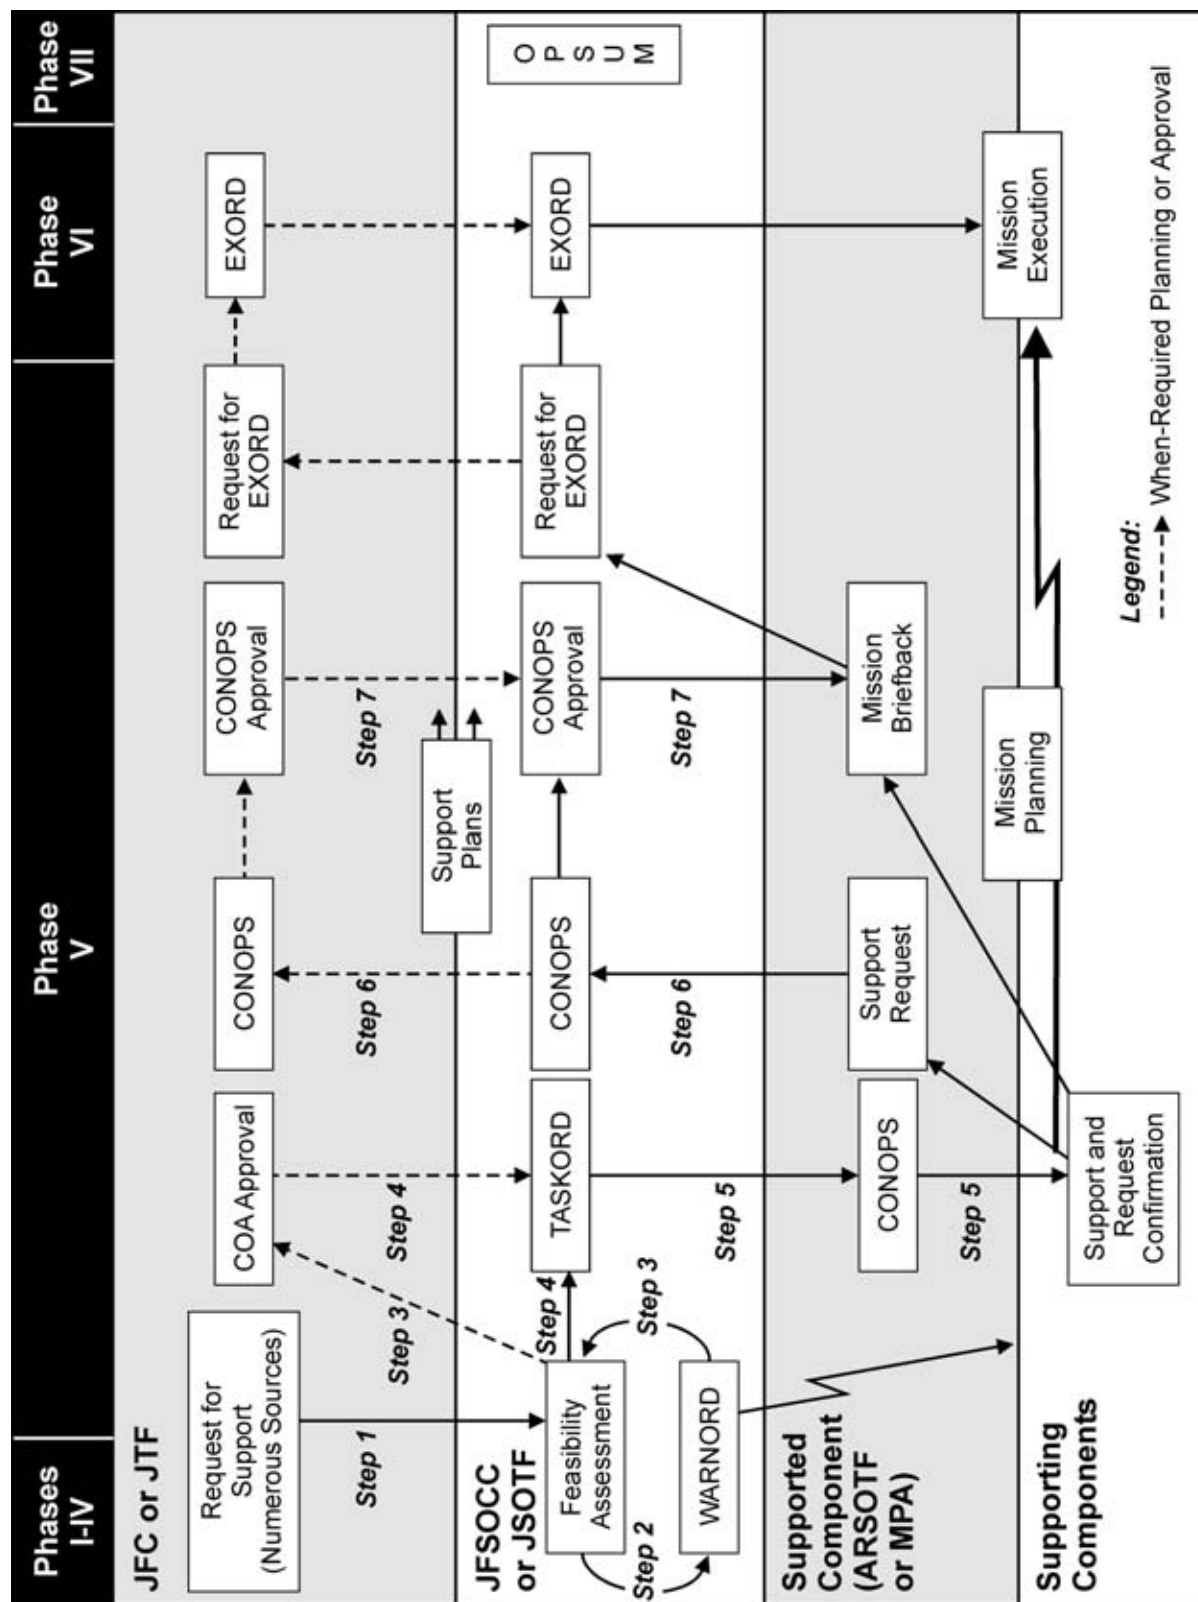 Phases
I-IV
Phase
V
Phase
VI
Phase
VII
JFC or JTF
Request for
Support
(Numerous Sources)
COA Approval
CONOPS
CONOPS
Approval
Request for
EXORD
EXORD
Step 1
Step 3
Step 4
Step 6
Step 7
Support
Plans
JFSOCC
or JSOTF
Feasibility
Assessment
Step 4
TASKORD
CONOPS
CONOPS
Approval
Request for
EXORD
EXORD
O
P
S
U
M
Step 2
Step 3
WARNORD
Step 5
Step 6
Step 7
Supported
Component
(ARSOTF
or MPA)
CONOPS
Support
Request
Mission
Briefback
Step 5
Mission
Planning
Mission
Execution
Supporting
Components
Support and
Request
Confirmation
Legend:
When-Required Planning or Approval